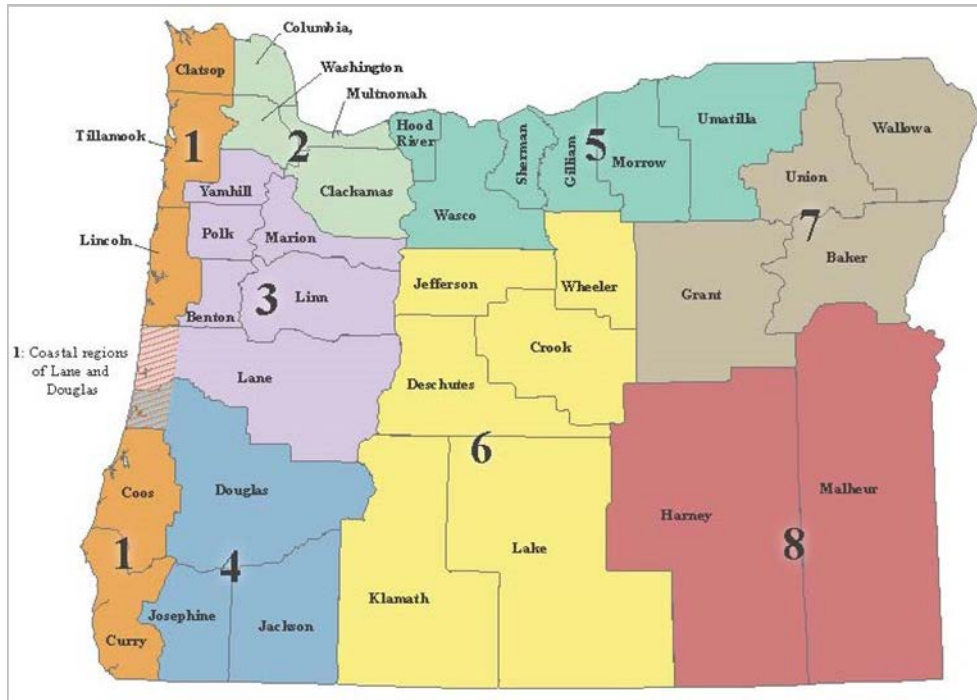 Columbia,
Clatsop
Washington
Multnomah
Tillamook
1
2
Hood
River
Sherman
Gilliam
5
Morrow
Umatilla
Wallowa
Union
Yamhill
Clackamas
Wasco
7
Polk
Marion
Lincoln
Baker
Jefferson
Wheeler
Grant
3
Linn
Benton
1: Coastal regions
of Lane and
Douglas
Crook
Lane
Deschutes
6
Coos
Douglas
Malheur
Harney
1
4
Lake
8
Klamath
Josephine
Jackson
Curry